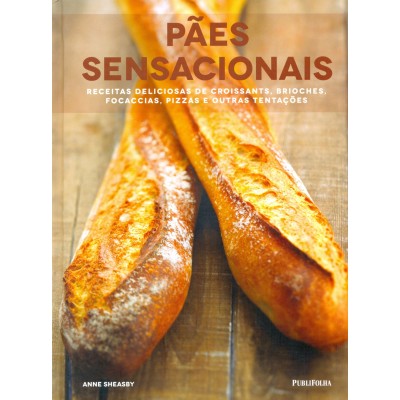 PÃES
SENSACIONAIS
RECEITAS DELICIOSAS DE CROISSANTS, BRIOCHES,
FOCACCIAS, PIZZAS E OUTRAS TENTAÇÕES
ANNE SHEASBY
PUBLIFOLHA